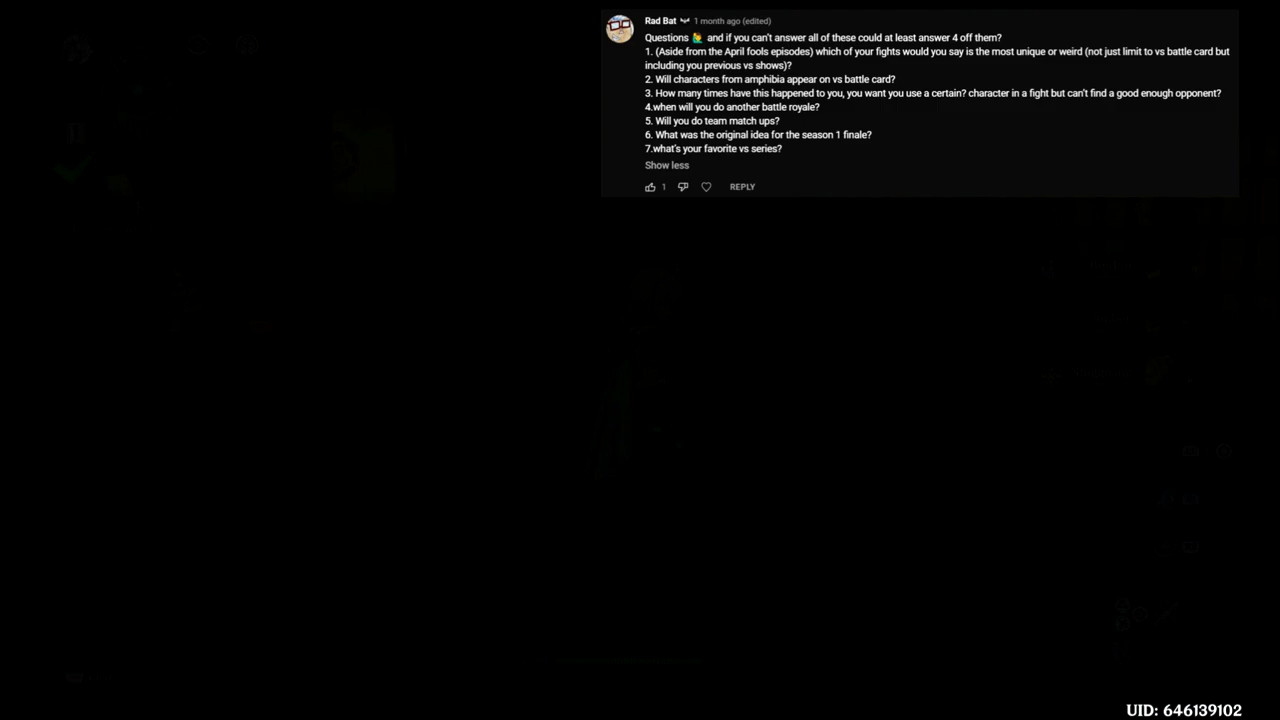 Rad Bat 1 month ago (edited)
Questions 🙋‍♂️ and if you can't answer all of these could at least answer 4 off them?
1. (Aside from the April fools episodes) which of your fights would you say is the most unique or weird (not just limit to vs battle card but
including you previous vs shows)?
2. Will characters from amphibia appear on vs battle card?
3. How many times have this happened to you, you want you use a certain? character in a fight but can't find a good enough opponent?
4.when will you do another battle royale?
5. Will you do team match ups?
6. What was the original idea for the season 1 finale?
7.what's your favorite vs series?
Show less
1 REPLY
UID: 646139102